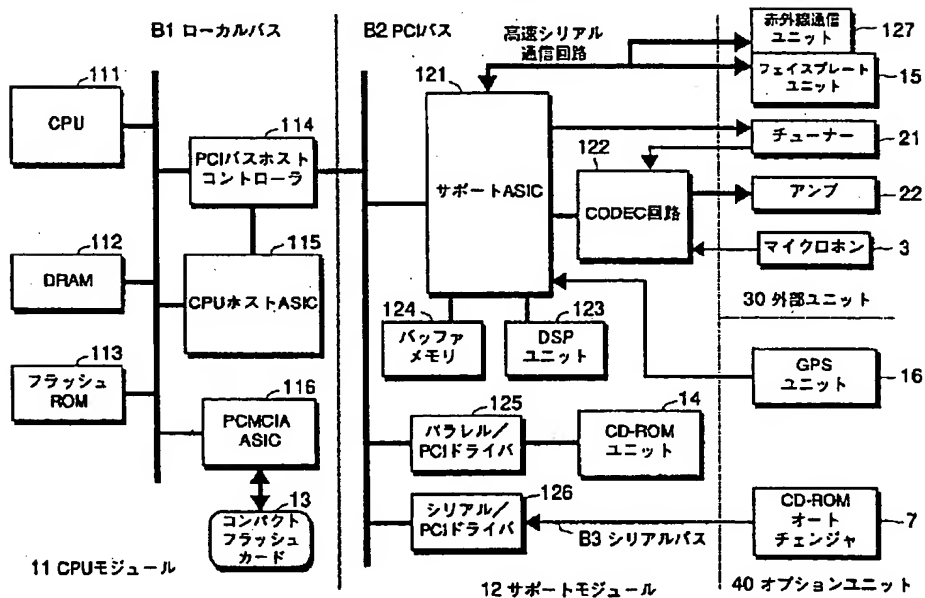 B1 ローカルバス
B2 PCIバス
高速シリアル
通信回路
赤外線通信
ユニット
127
フェイスプレート
ユニット
15
111
CPU
114
PCIバスホスト
コントローラ
121
サポートASIC
122
CODEC回路
チューナー
21
アンプ
22
マイクロホン
3
30 外部ユニット
112
DRAM
115
CPUホストASIC
124
バッファ
メモリ
123
DSP
ユニット
GPS
ユニット
16
113
フラッシュ
ROM
116
PCMCIA
ASIC
125
パラレル／
PCIドライバ
14
CD-ROM
ユニット
13
コンパクト
フラッシュ
カード
126
シリアル／
PCIドライバ
B3 シリアルバス
CD-ROM
オート
チェンジャ
7
11 CPUモジュール
12 サポートモジュール
40 オプションユニット